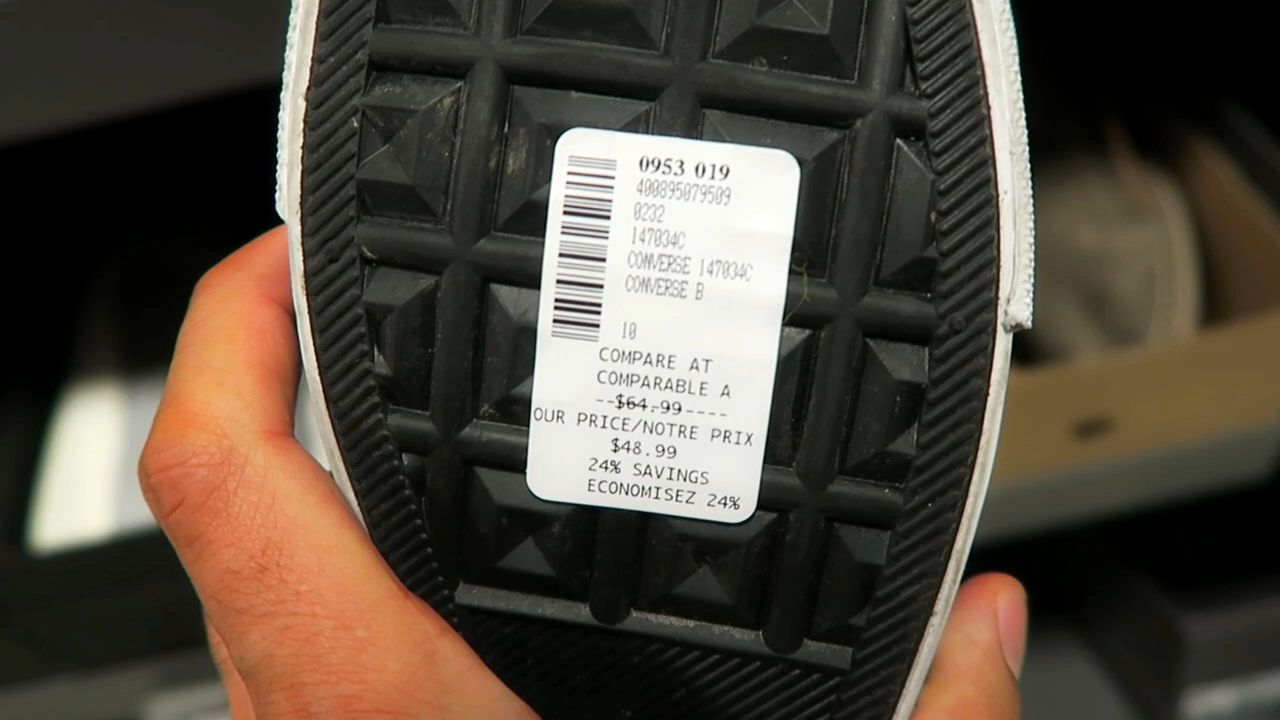 0953 019
400895079509
0232
147034C
CONVERSE 147034C
CONVERSE B
10
COMPARE AT
COMPARABLE A
--$64.99----
OUR PRICE/NOTRE PRIX
$48.99
24% SAVINGS
ECONOMISEZ 24%